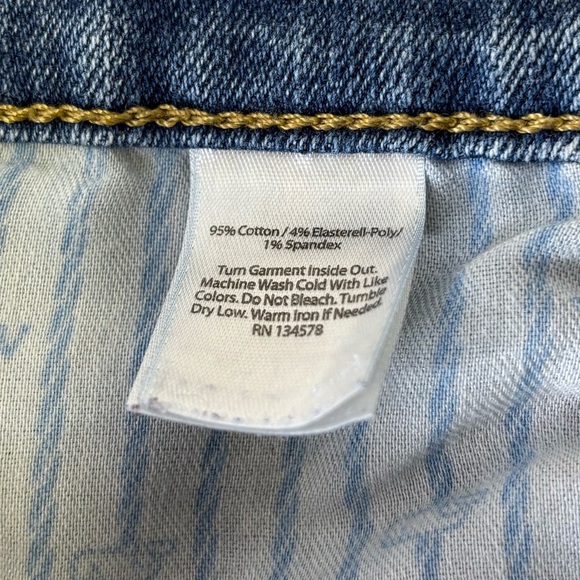 95% Cotton / 4% Elasterell-Poly/
1% Spandex
Turn Garment Inside Out.
Machine Wash Cold With Like
Colors. Do Not Bleach. Tumble
Dry Low. Warm Iron If Needed.
RN 134578